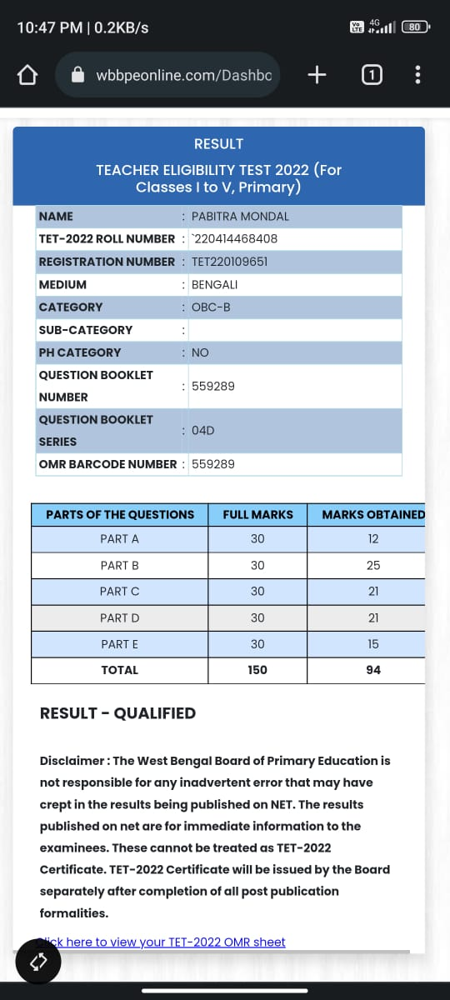 10:47 PM | 0.2KB/s
Vo LTE 4G 80
wbbpeonline.com/Dashbo
1
RESULT
TEACHER ELIGIBILITY TEST 2022 (For
Classes I to V, Primary)
NAME : PABITRA MONDAL
TET-2022 ROLL NUMBER : `220414468408
REGISTRATION NUMBER : TET220109651
MEDIUM : BENGALI
CATEGORY : OBC-B
SUB-CATEGORY :
PH CATEGORY : NO
QUESTION BOOKLET
NUMBER : 559289
QUESTION BOOKLET
SERIES : 04D
OMR BARCODE NUMBER : 559289
PARTS OF THE QUESTIONS FULL MARKS MARKS OBTAINED
PART A 30 12
PART B 30 25
PART C 30 21
PART D 30 21
PART E 30 15
TOTAL 150 94
RESULT - QUALIFIED
Disclaimer : The West Bengal Board of Primary Education is
not responsible for any inadvertent error that may have
crept in the results being published on NET. The results
published on net are for immediate information to the
examinees. These cannot be treated as TET-2022
Certificate. TET-2022 Certificate will be issued by the Board
separately after completion of all post publication
formalities.
Click here to view your TET-2022 OMR sheet